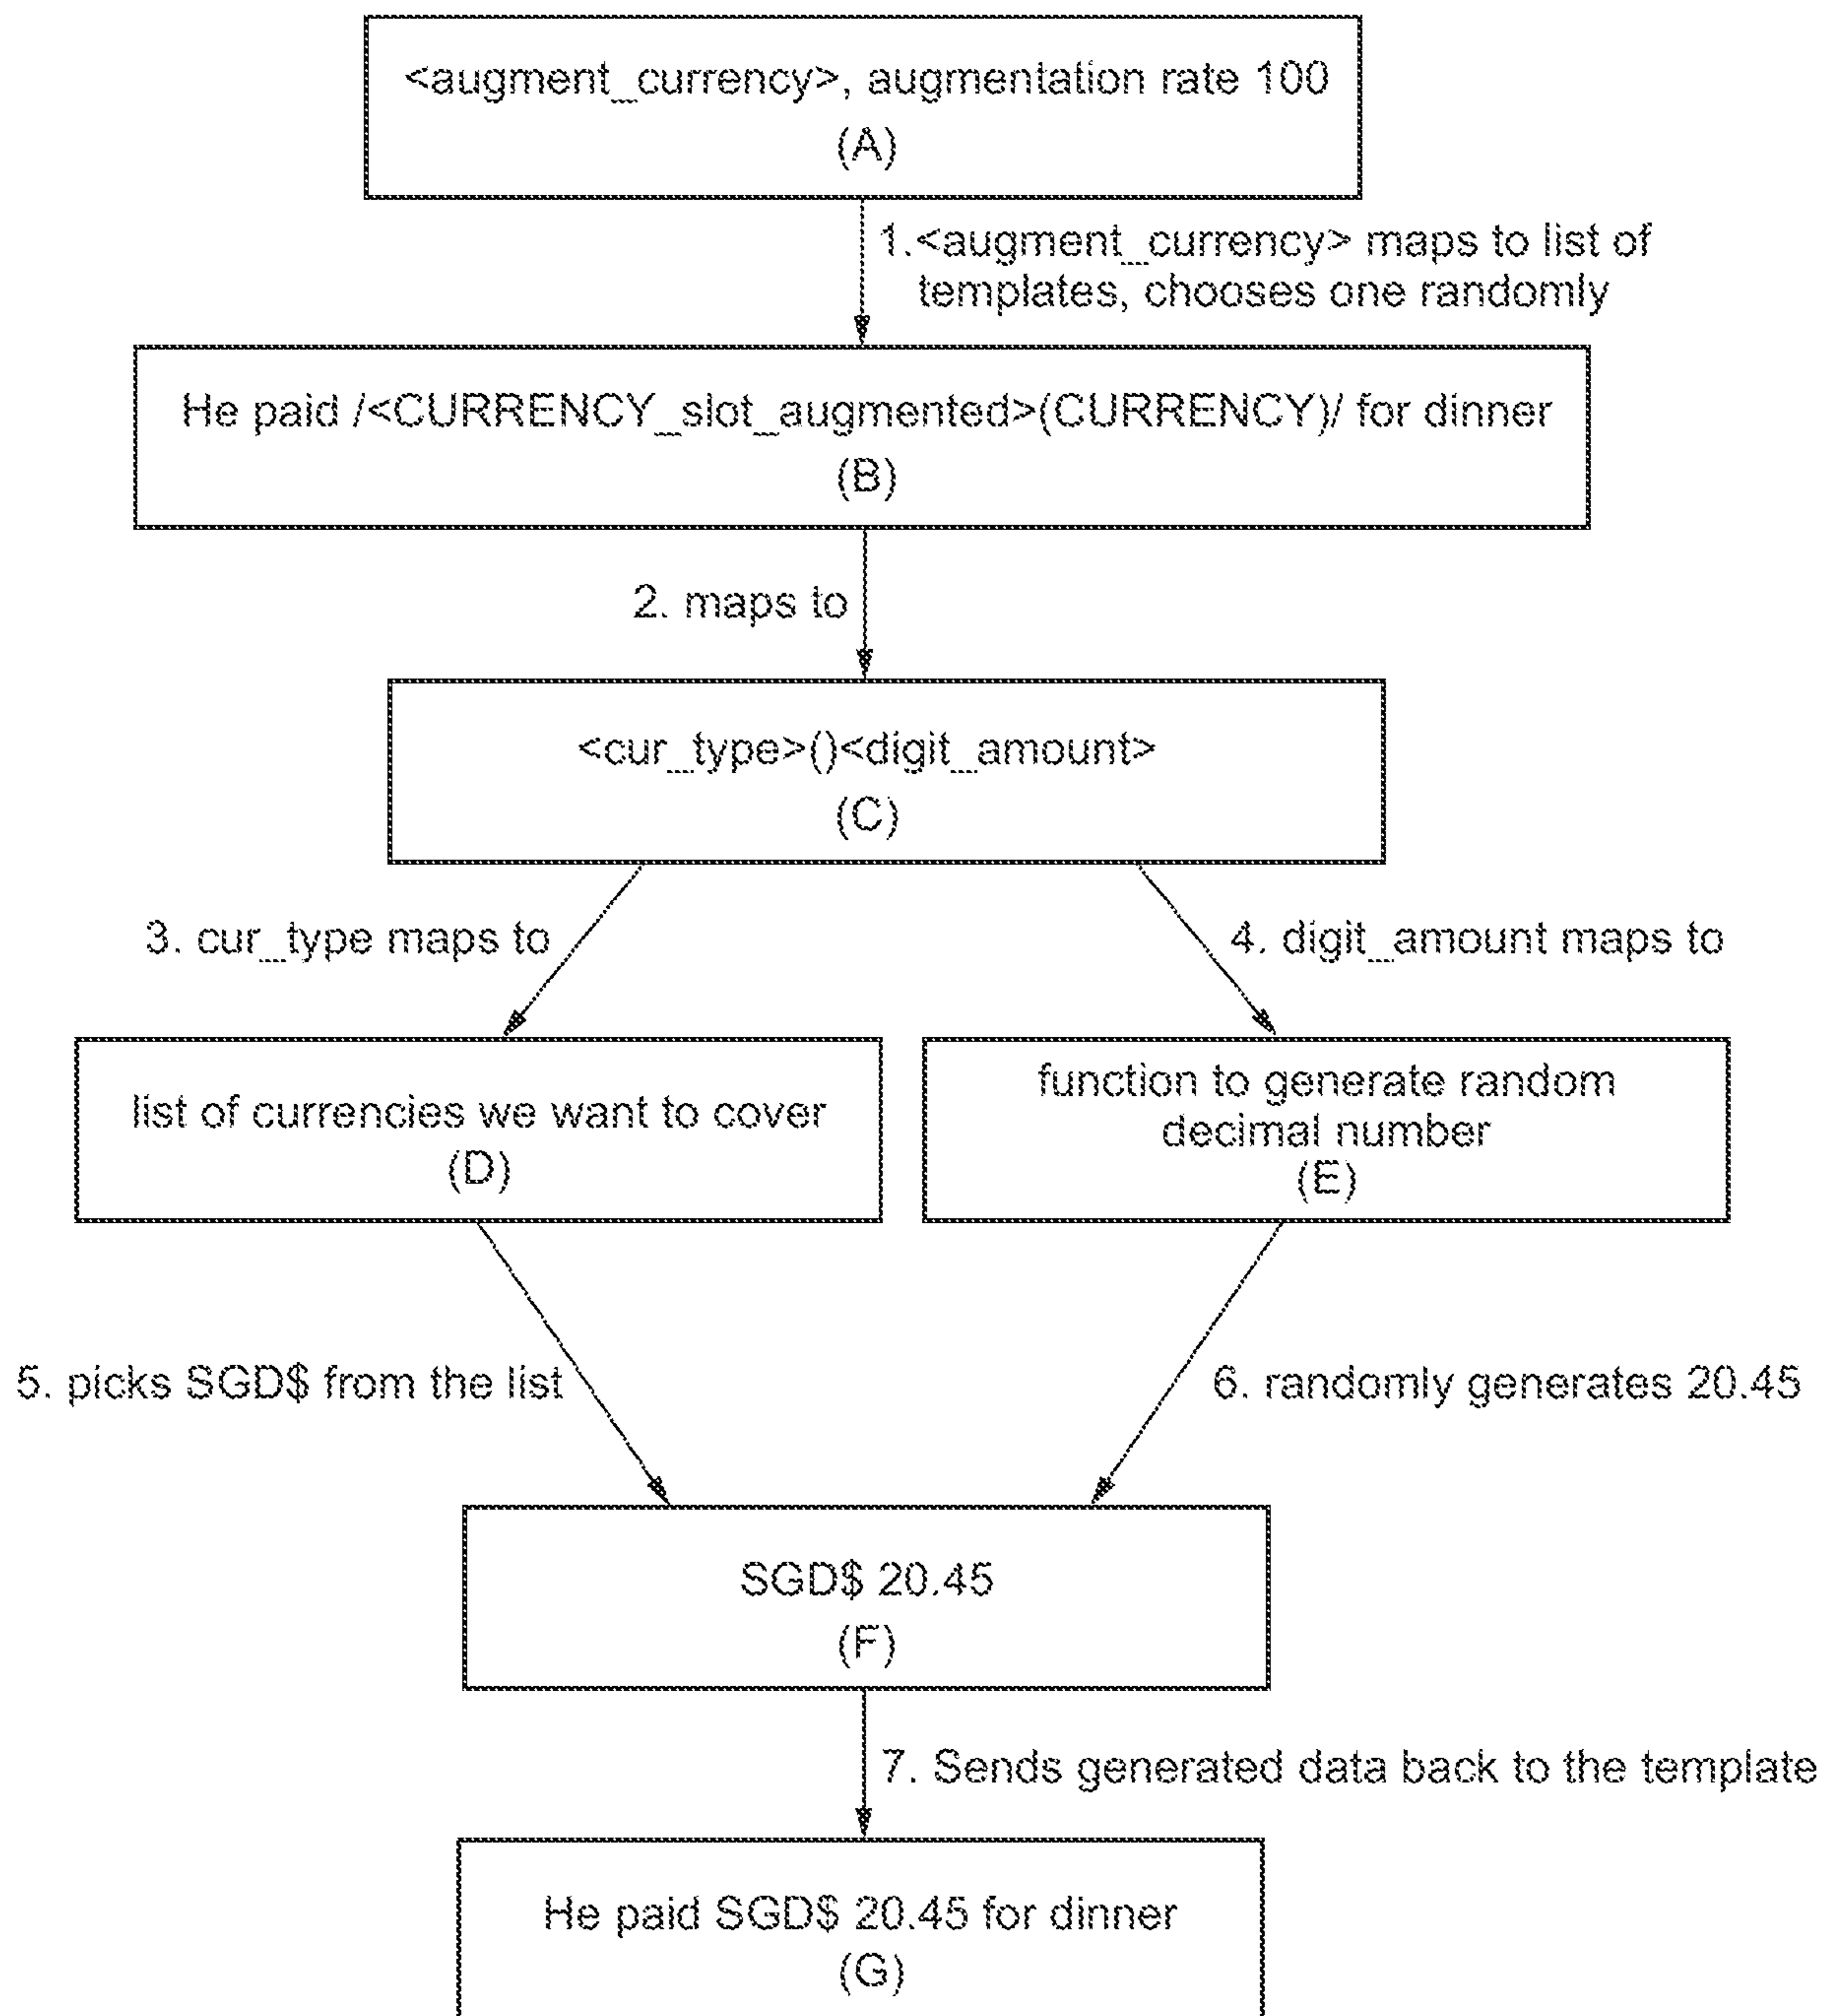 <augment_currency>, augmentation rate 100
(A)
1.<augment_currency> maps to list of
templates, chooses one randomly
He paid /<CURRENCY_slot_augmented>(CURRENCY)/ for dinner
(B)
2. maps to
<cur_type>()<digit_amount>
(C)
3. cur_type maps to
4. digit_amount maps to
list of currencies we want to cover
(D)
function to generate random
decimal number
(E)
5. picks SGD$ from the list
6. randomly generates 20.45
SGD$ 20.45
(F)
7. Sends generated data back to the template
He paid SGD$ 20.45 for dinner
(G)